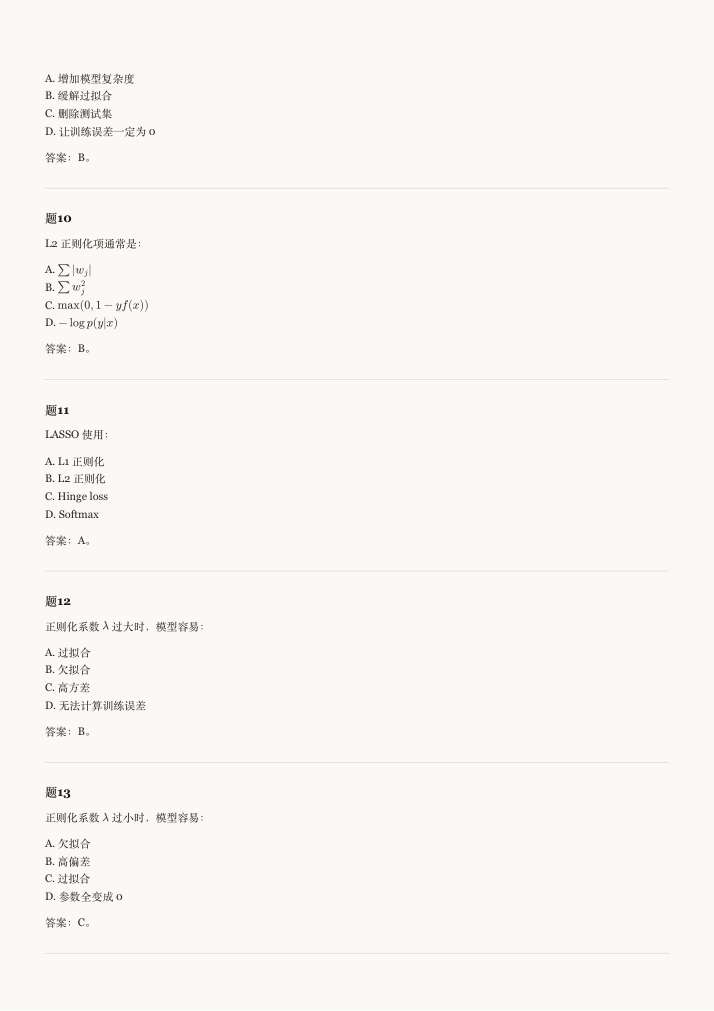 A. 增加模型复杂度
B. 缓解过拟合
C. 删除测试集
D. 让训练误差一定为 0
答案：B。
题10
L2 正则化项通常是：
A. ∑ |w_j|
B. ∑ w_j^2
C. max(0, 1 − yf(x))
D. − log p(y|x)
答案：B。
题11
LASSO 使用：
A. L1 正则化
B. L2 正则化
C. Hinge loss
D. Softmax
答案：A。
题12
正则化系数 λ 过大时，模型容易：
A. 过拟合
B. 欠拟合
C. 高方差
D. 无法计算训练误差
答案：B。
题13
正则化系数 λ 过小时，模型容易：
A. 欠拟合
B. 高偏差
C. 过拟合
D. 参数全变成 0
答案：C。